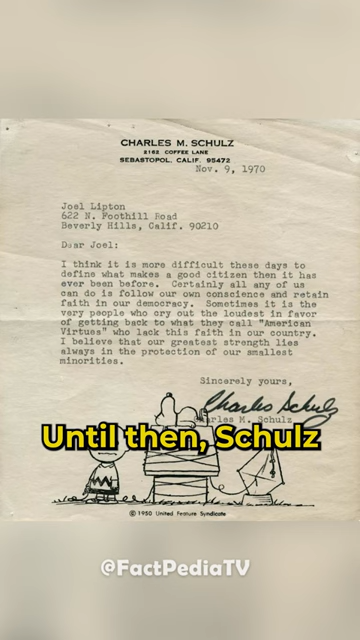 CHARLES M. SCHULZ
2162 COFFEE LANE
SEBASTOPOL, CALIF. 95472
Nov. 9, 1970
Joel Lipton
622 N. Foothill Road
Beverly Hills, Calif. 90210
Dear Joel:
I think it is more difficult these days to
define what makes a good citizen then it has
ever been before. Certainly all any of us
can do is follow our own conscience and retain
faith in our democracy. Sometimes it is the
very people who cry out the loudest in favor
of getting back to what they call "American
Virtues" who lack this faith in our country.
I believe that our greatest strength lies
always in the protection of our smallest
minorities.
Sincerely yours,
Charles Schulz
Charles M. Schulz
Until then, Schulz
© 1950 United Feature Syndicate
@FactPediaTV